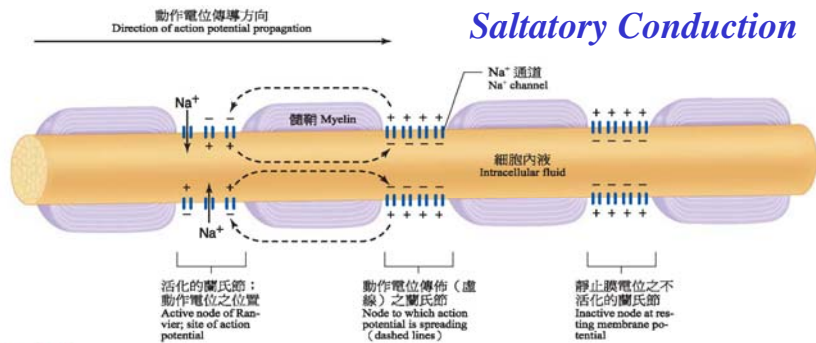 動作電位傳導方向
Direction of action potential propagation
Saltatory Conduction
Na⁺ 通道
Na⁺ channel
Na⁺
髓鞘 Myelin
細胞內液
Intracellular fluid
Na⁺
活化的蘭氏節；
動作電位之位置
Active node of Ran-
vier; site of action
potential
動作電位傳佈（虛
線）之蘭氏節
Node to which action
potential is spreading
(dashed lines)
靜止膜電位之不
活化的蘭氏節
Inactive node at res-
ting membrane po-
tential